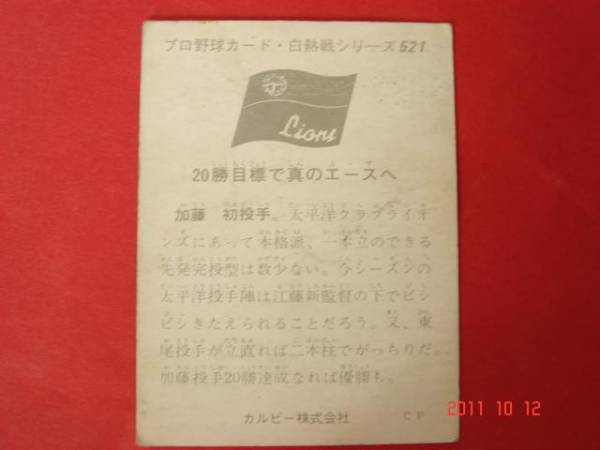 プロ野球カード・白熱戦シリーズ521
Lions
20勝目標で真のエースへ
加藤　初投手。太平洋クラブライオ
ンズにあって本格派、一本立のできる
先発完投型は数少ない。今シーズンの
太平洋投手陣は江藤新監督の下でビシ
ビシきたえられることだろう。又、東
尾投手が立直れば二本柱でがっちりだ。
加藤投手20勝達成なれば優勝も。
カルビー株式会社
C P
2011 10 12